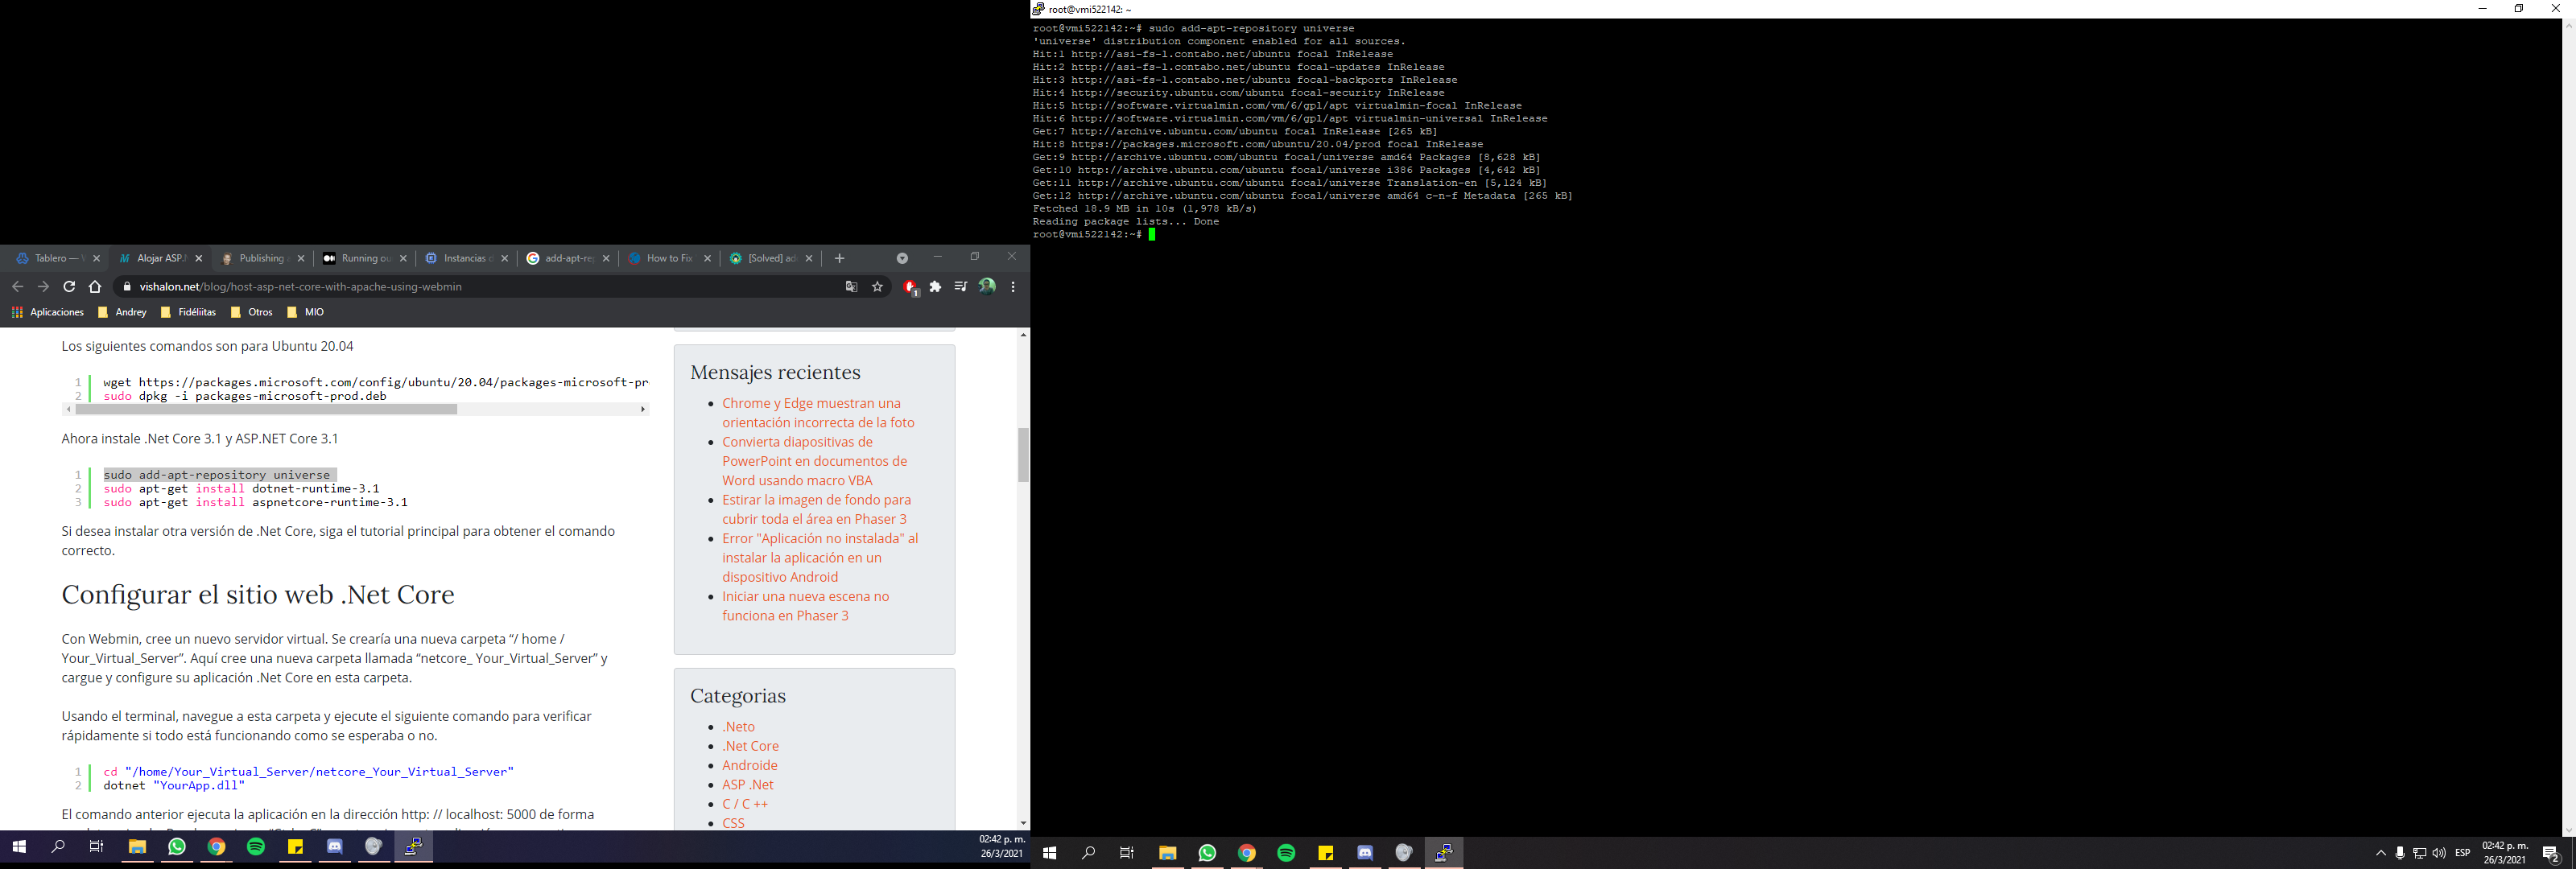 Tablero — W
Alojar ASP.N
Publishing a
Running ou
Instancias d
add-apt-rep
How to Fix
[Solved] ad
vishalon.net/blog/host-asp-net-core-with-apache-using-webmin
1
Aplicaciones
Andrey
Fidéliitas
Otros
MIO
Los siguientes comandos son para Ubuntu 20.04
1 wget https://packages.microsoft.com/config/ubuntu/20.04/packages-microsoft-pr
2 sudo dpkg -i packages-microsoft-prod.deb
Ahora instale .Net Core 3.1 y ASP.NET Core 3.1
1 sudo add-apt-repository universe
2 sudo apt-get install dotnet-runtime-3.1
3 sudo apt-get install aspnetcore-runtime-3.1
Si desea instalar otra versión de .Net Core, siga el tutorial principal para obtener el comando
correcto.
Configurar el sitio web .Net Core
Con Webmin, cree un nuevo servidor virtual. Se crearía una nueva carpeta “/ home /
Your_Virtual_Server”. Aquí cree una nueva carpeta llamada “netcore_ Your_Virtual_Server” y
cargue y configure su aplicación .Net Core en esta carpeta.
Usando el terminal, navegue a esta carpeta y ejecute el siguiente comando para verificar
rápidamente si todo está funcionando como se esperaba o no.
1 cd "/home/Your_Virtual_Server/netcore_Your_Virtual_Server"
2 dotnet "YourApp.dll"
El comando anterior ejecuta la aplicación en la dirección http: // localhost: 5000 de forma
Mensajes recientes
Chrome y Edge muestran una
orientación incorrecta de la foto
Convierta diapositivas de
PowerPoint en documentos de
Word usando macro VBA
Estirar la imagen de fondo para
cubrir toda el área en Phaser 3
Error "Aplicación no instalada" al
instalar la aplicación en un
dispositivo Android
Iniciar una nueva escena no
funciona en Phaser 3
Categorias
.Neto
.Net Core
Androide
ASP .Net
C / C ++
CSS
02:42 p. m.
26/3/2021
root@vmi522142: ~
root@vmi522142:~# sudo add-apt-repository universe
'universe' distribution component enabled for all sources.
Hit:1 http://asi-fs-l.contabo.net/ubuntu focal InRelease
Hit:2 http://asi-fs-l.contabo.net/ubuntu focal-updates InRelease
Hit:3 http://asi-fs-l.contabo.net/ubuntu focal-backports InRelease
Hit:4 http://security.ubuntu.com/ubuntu focal-security InRelease
Hit:5 http://software.virtualmin.com/vm/6/gpl/apt virtualmin-focal InRelease
Hit:6 http://software.virtualmin.com/vm/6/gpl/apt virtualmin-universal InRelease
Get:7 http://archive.ubuntu.com/ubuntu focal InRelease [265 kB]
Hit:8 https://packages.microsoft.com/ubuntu/20.04/prod focal InRelease
Get:9 http://archive.ubuntu.com/ubuntu focal/universe amd64 Packages [8,628 kB]
Get:10 http://archive.ubuntu.com/ubuntu focal/universe i386 Packages [4,642 kB]
Get:11 http://archive.ubuntu.com/ubuntu focal/universe Translation-en [5,124 kB]
Get:12 http://archive.ubuntu.com/ubuntu focal/universe amd64 c-n-f Metadata [265 kB]
Fetched 18.9 MB in 10s (1,978 kB/s)
Reading package lists... Done
root@vmi522142:~#
ESP
02:42 p. m.
26/3/2021
2